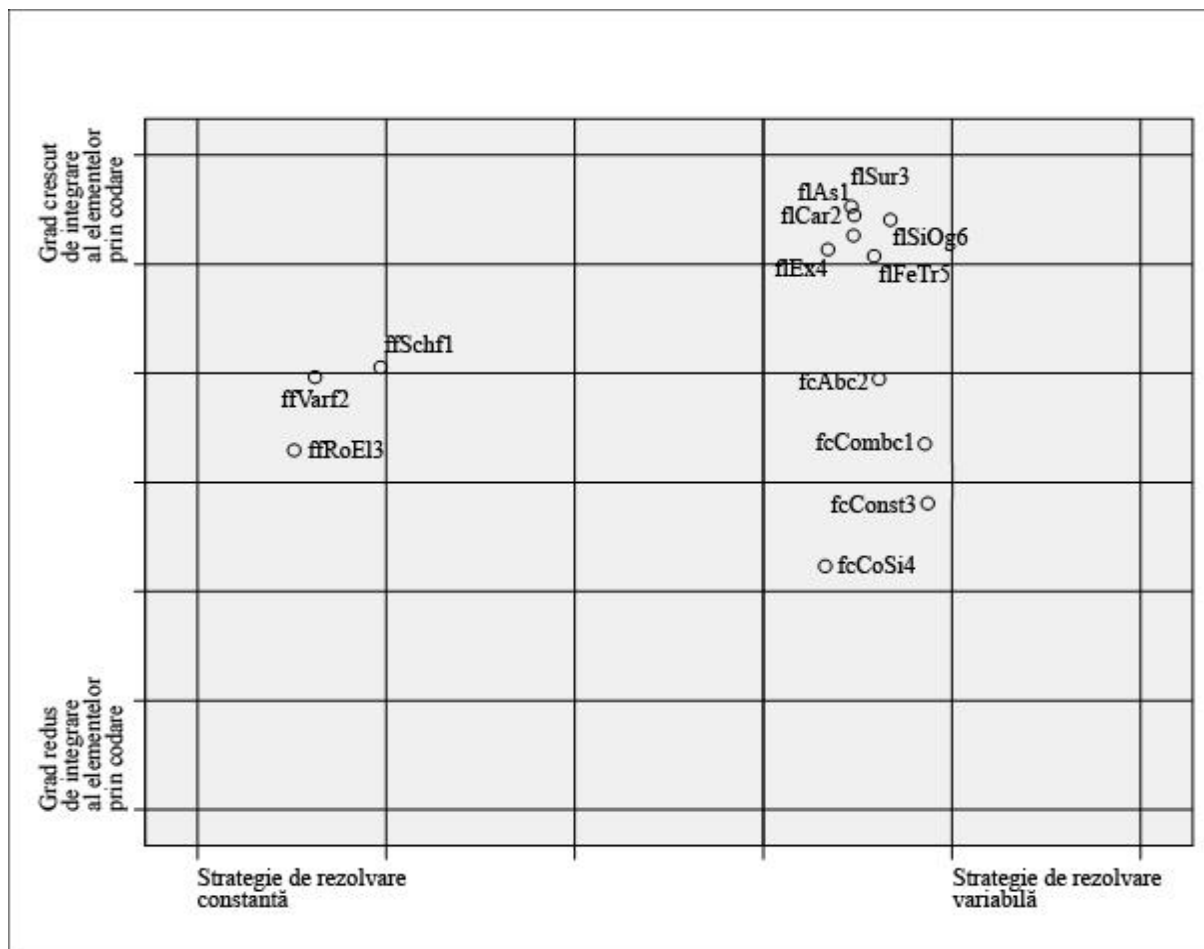 Grad crescut
de integrare
al elementelor
prin codare
flSur3
flAs1
flCar2
flSiOg6
flEx4
flFeTr5
ffSchf1
ffVarf2
fcAbc2
ffRoEl3
fcCombc1
fcConst3
fcCoSi4
Grad redus
de integrare
al elementelor
prin codare
Strategie de rezolvare
constantă
Strategie de rezolvare
variabilă